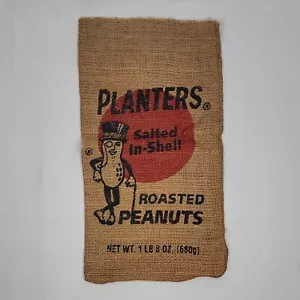 PLANTERS®
Salted
In-Shell
®
ROASTED
PEANUTS
NET WT. 1 LB 8 OZ. (680g)